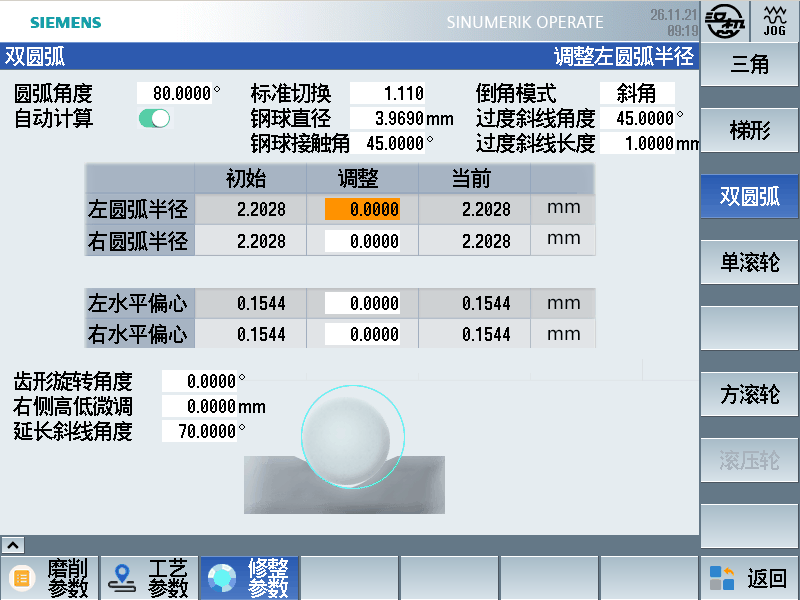 SIEMENS
SINUMERIK OPERATE
26.11.21
09:19
汉机
JOG
双圆弧
调整左圆弧半径
圆弧角度 80.0000° 标准切换 1.110 倒角模式 斜角
自动计算 钢球直径 3.9690mm 过度斜线角度 45.0000°
钢球接触角 45.0000° 过度斜线长度 1.0000mm
初始 调整 当前
左圆弧半径 2.2028 0.0000 2.2028 mm
右圆弧半径 2.2028 0.0000 2.2028 mm
左水平偏心 0.1544 0.0000 0.1544 mm
右水平偏心 0.1544 0.0000 0.1544 mm
齿形旋转角度 0.0000°
右侧高低微调 0.0000mm
延长斜线角度 70.0000°
三角
梯形
双圆弧
单滚轮
方滚轮
滚压轮
磨削参数
工艺参数
修整参数
返回